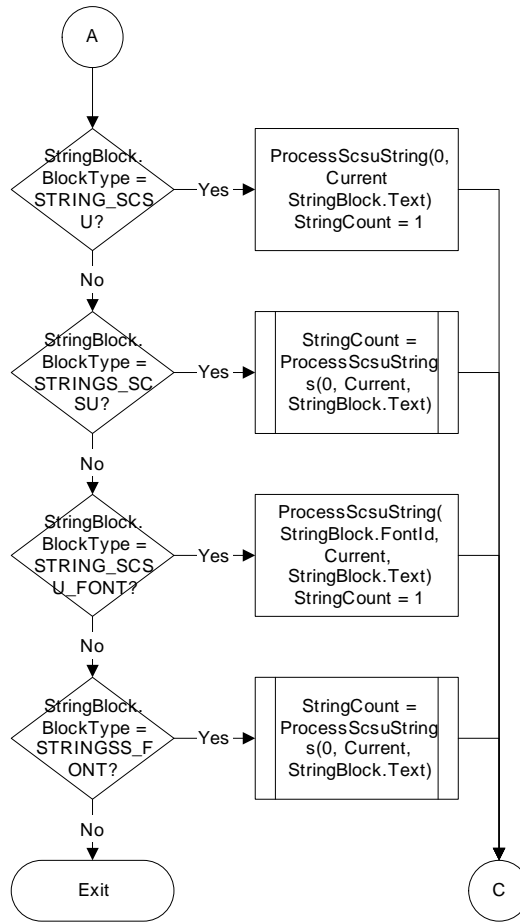 A
StringBlock.
BlockType =
STRING_SCS
U?
Yes
ProcessScsuString(0,
Current
StringBlock.Text)
StringCount = 1
No
StringBlock.
BlockType =
STRINGS_SC
SU?
Yes
StringCount =
ProcessScsuString
s(0, Current,
StringBlock.Text)
No
StringBlock.
BlockType =
STRING_SCS
U_FONT?
Yes
ProcessScsuString(
StringBlock.FontId,
Current,
StringBlock.Text)
StringCount = 1
No
StringBlock.
BlockType =
STRINGSS_F
ONT?
Yes
StringCount =
ProcessScsuString
s(0, Current,
StringBlock.Text)
No
Exit
C